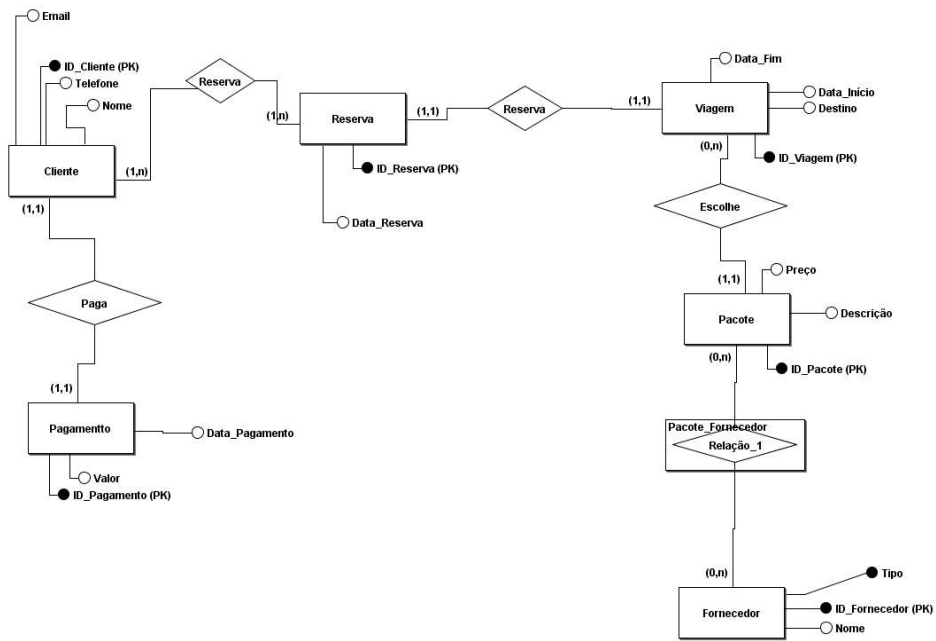 Email
ID_Cliente (PK)
Telefone
Nome
Cliente
(1,n)
(1,1)
Reserva
(1,n)
Reserva
(1,1)
ID_Reserva (PK)
Data_Reserva
Reserva
(1,1)
Viagem
Data_Fim
Data_Início
Destino
ID_Viagem (PK)
(0,n)
Escolhe
(1,1)
Preço
Pacote
Descrição
ID_Pacote (PK)
(0,n)
Paga
(1,1)
Pagamentto
Data_Pagamento
Valor
ID_Pagamento (PK)
Pacote_Fornecedor
Relação_1
(0,n)
Fornecedor
Tipo
ID_Fornecedor (PK)
Nome